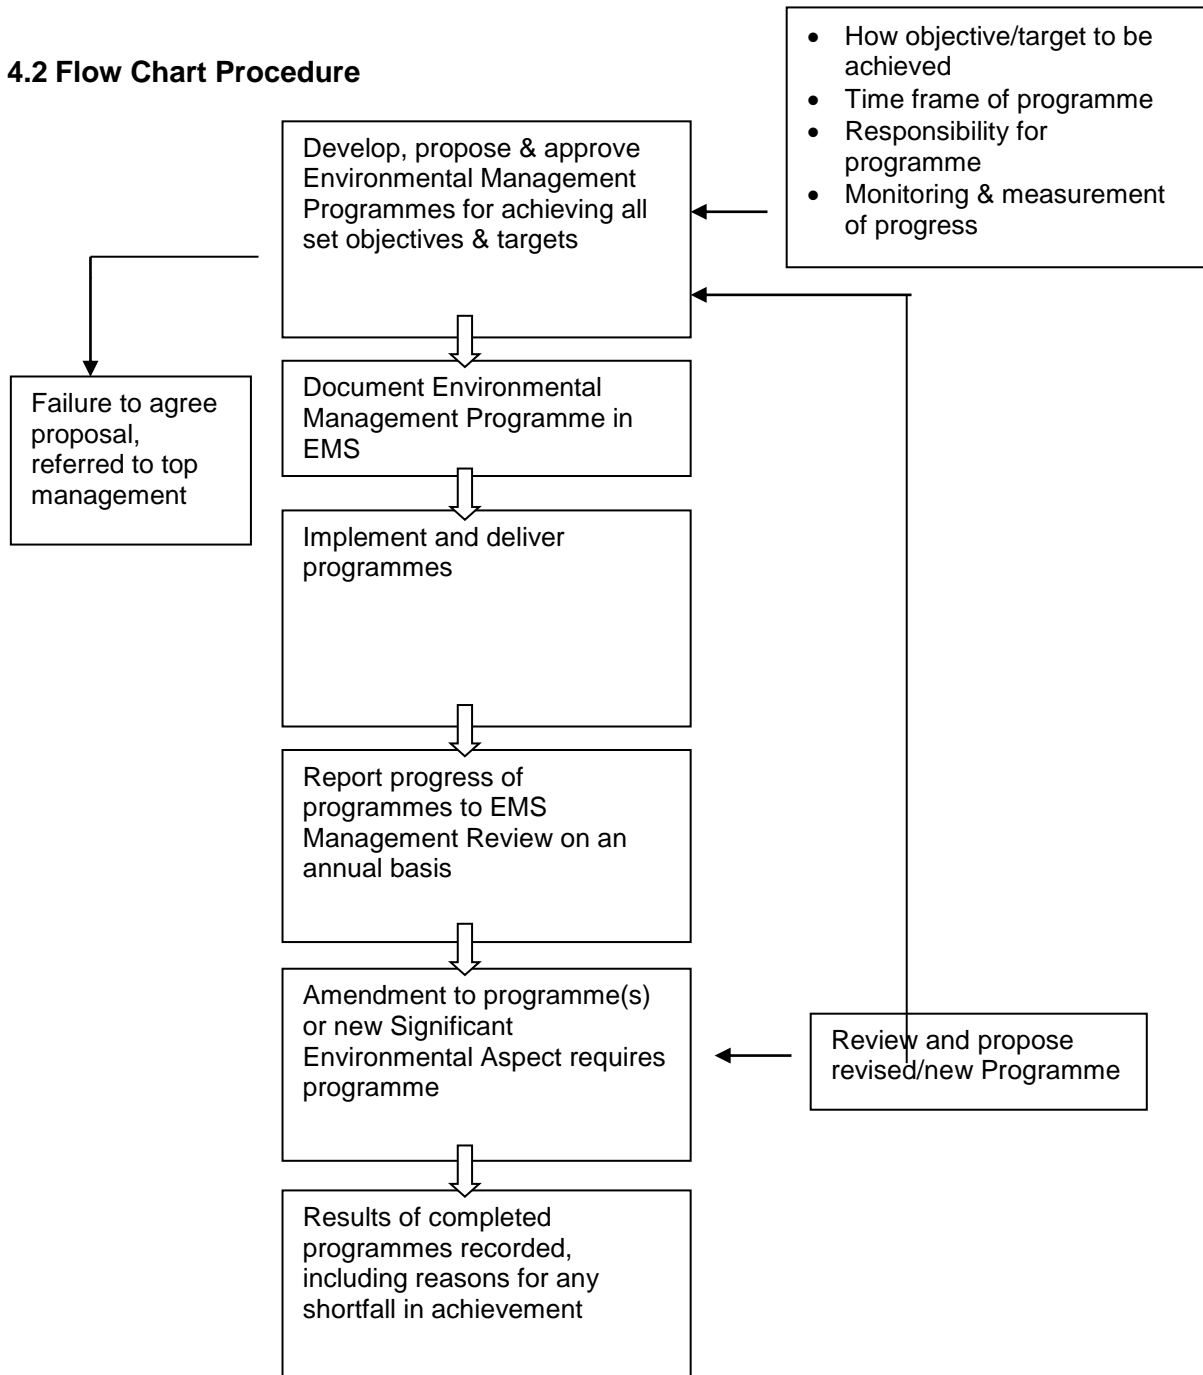 4.2 Flow Chart Procedure
• How objective/target to be
achieved
• Time frame of programme
• Responsibility for
programme
• Monitoring & measurement
of progress
Develop, propose & approve
Environmental Management
Programmes for achieving all
set objectives & targets
Failure to agree
proposal,
referred to top
management
Document Environmental
Management Programme in
EMS
Implement and deliver
programmes
Report progress of
programmes to EMS
Management Review on an
annual basis
Amendment to programme(s)
or new Significant
Environmental Aspect requires
programme
Review and propose
revised/new Programme
Results of completed
programmes recorded,
including reasons for any
shortfall in achievement